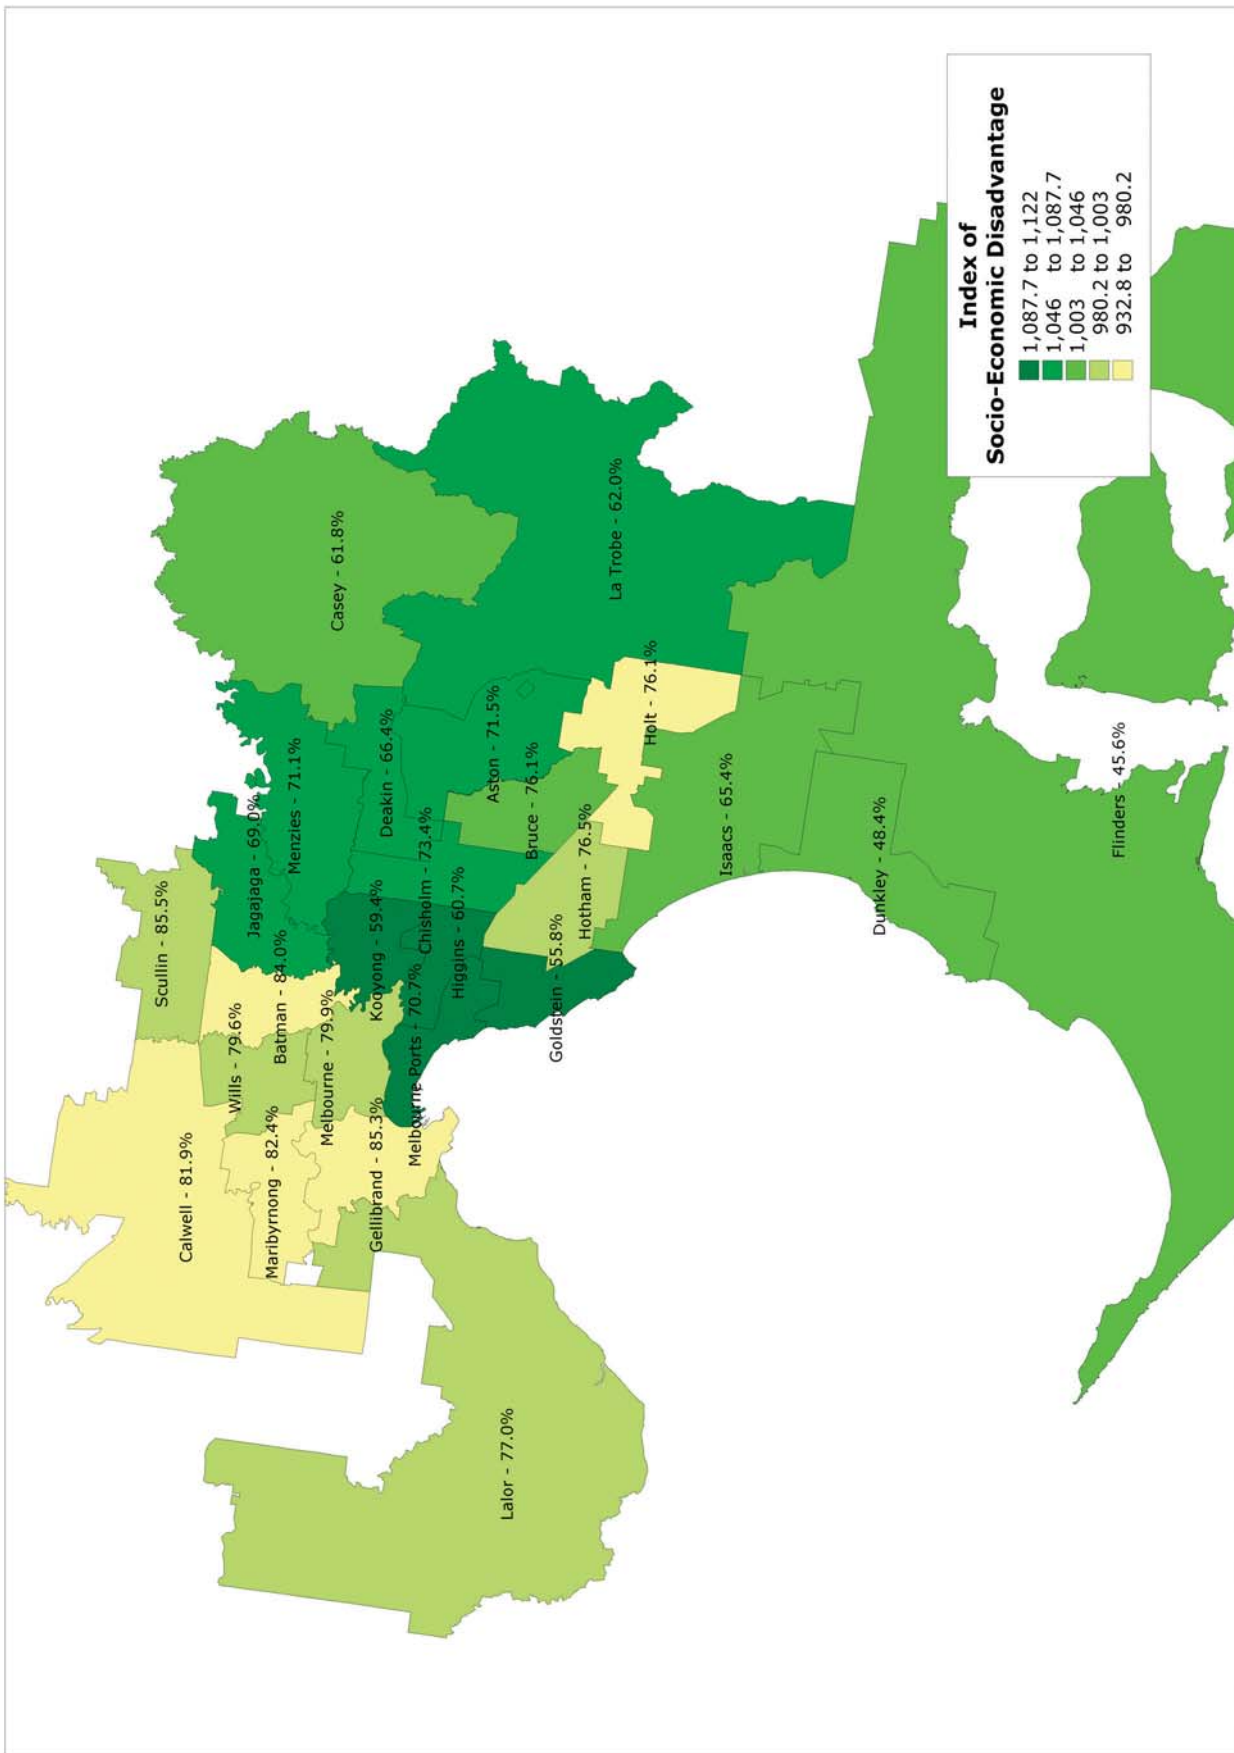 Scullin - 85.5%
Calwell - 81.9%
Wills - 79.6%
Jagajaga - 69.0%
Maribyrnong - 82.4%
Batman - 84.0%
Menzies - 71.1%
Melbourne - 79.9%
Casey - 61.8%
Gellibrand - 85.3%
Kooyong - 59.4%
Deakin - 66.4%
Melbourne Ports - 70.7%
Chisholm - 73.4%
Higgins - 60.7%
Aston - 71.5%
Lalor - 77.0%
Bruce - 76.1%
Goldstein - 55.8%
Hotham - 76.5%
La Trobe - 62.0%
Holt - 76.1%
Isaacs - 65.4%
Dunkley - 48.4%
Flinders - 45.6%
Index of
Socio-Economic Disadvantage
1,087.7 to 1,122
1,046 to 1,087.7
1,003 to 1,046
980.2 to 1,003
932.8 to 980.2